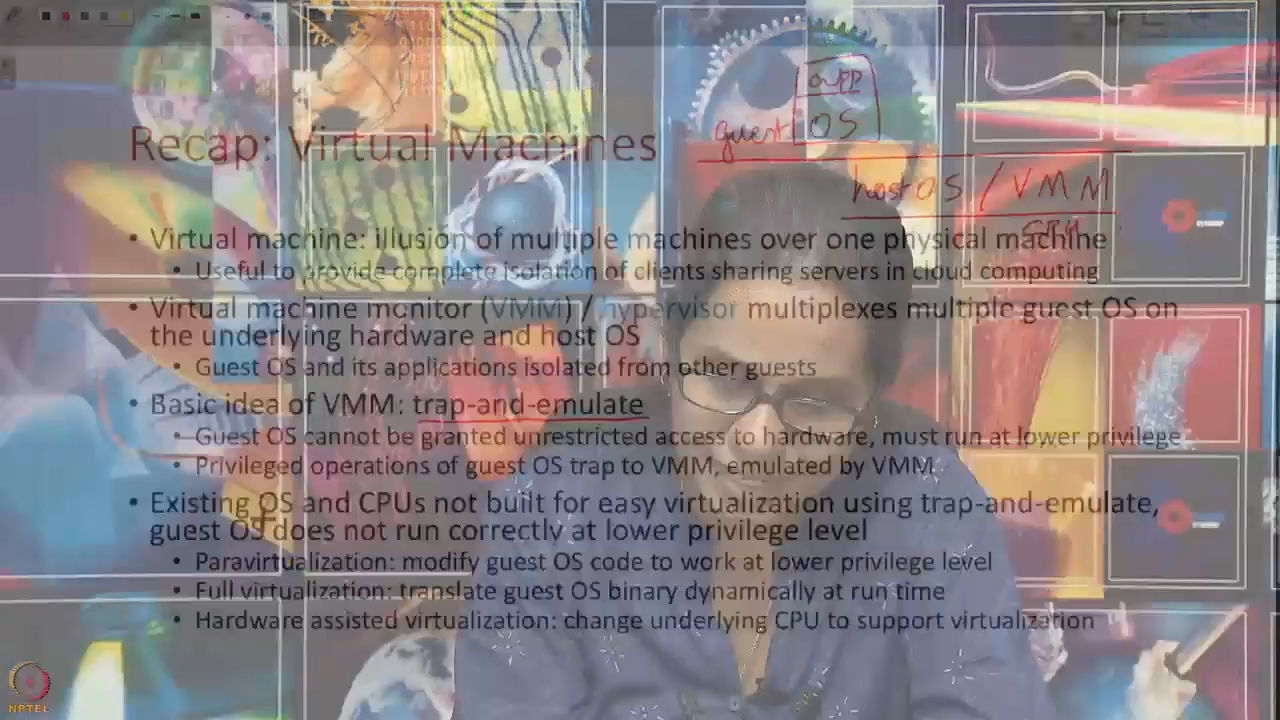 app
guest OS
Recap: Virtual Machines
host OS / VMM
CPU
• Virtual machine: illusion of multiple machines over one physical machine
• Useful to provide complete isolation of clients sharing servers in cloud computing
• Virtual machine monitor (VMM) / hypervisor multiplexes multiple guest OS on
the underlying hardware and host OS
• Guest OS and its applications isolated from other guests
• Basic idea of VMM: trap-and-emulate
• Guest OS cannot be granted unrestricted access to hardware, must run at lower privilege
• Privileged operations of guest OS trap to VMM, emulated by VMM
• Existing OS and CPUs not built for easy virtualization using trap-and-emulate,
guest OS does not run correctly at lower privilege level
• Paravirtualization: modify guest OS code to work at lower privilege level
• Full virtualization: translate guest OS binary dynamically at run time
• Hardware assisted virtualization: change underlying CPU to support virtualization
NPTEL